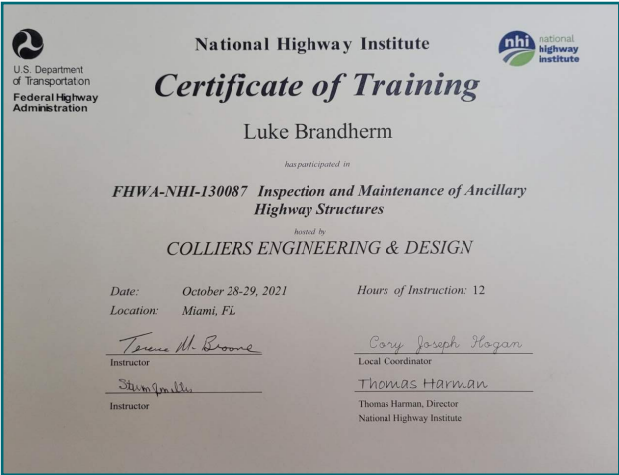 U.S. Department
of Transportation
Federal Highway
Administration
National Highway Institute
nhi national
highway
institute
Certificate of Training
Luke Brandherm
has participated in
FHWA-NHI-130087 Inspection and Maintenance of Ancillary
Highway Structures
hosted by
COLLIERS ENGINEERING & DESIGN
Date: October 28-29, 2021
Hours of Instruction: 12
Location: Miami, FL
Cory Joseph Hogan
Instructor
Local Coordinator
Thomas Harman
Instructor
Thomas Harman, Director
National Highway Institute